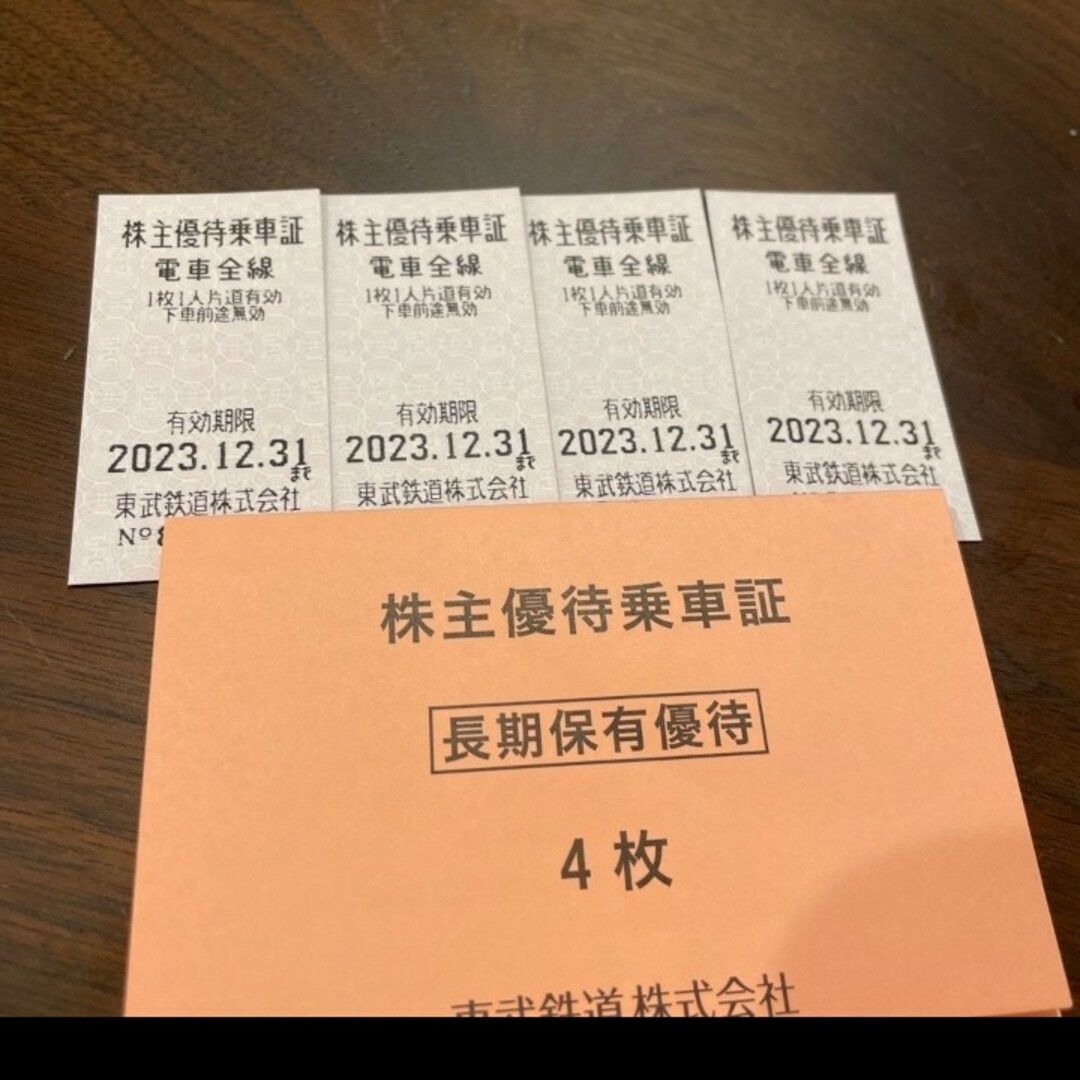 株主優待乗車証
電車全線
1枚1人片道有効
下車前途無効
有効期限
2023.12.31
まで
東武鉄道株式会社
Nº
株主優待乗車証
電車全線
1枚1人片道有効
下車前途無効
有効期限
2023.12.31
まで
東武鉄道株式会社
株主優待乗車証
電車全線
1枚1人片道有効
下車前途無効
有効期限
2023.12.31
まで
東武鉄道株式会社
株主優待乗車証
電車全線
1枚1人片道有効
下車前途無効
有効期限
2023.12.31
まで
東武鉄道株式会社
株主優待乗車証
長期保有優待
4枚
東武鉄道株式会社